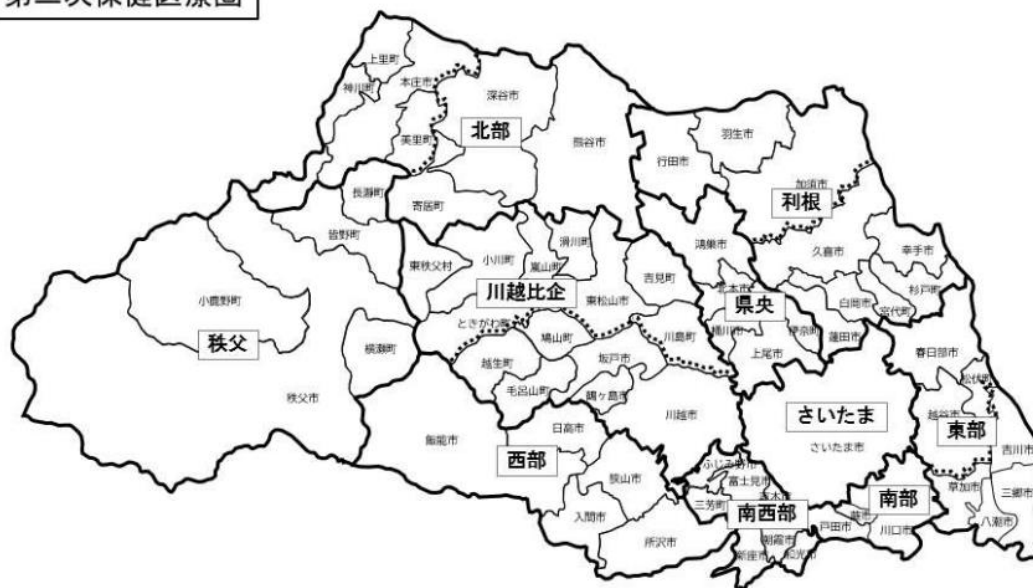 第二次保健医療圏
上里町
神川町
本庄市
深谷市
美里町
北部
熊谷市
行田市
羽生市
加須市
利根
長瀞町
寄居町
皆野町
東秩父村
小川町
嵐山町
滑川町
吉見町
鴻巣市
久喜市
幸手市
杉戸町
小鹿野町
秩父
川越比企
東松山市
北本市
県央
白岡市
宮代町
ときがわ町
鳩山町
川島町
桶川市
伊奈町
蓮田市
横瀬町
越生町
坂戸市
上尾市
春日部市
松伏町
秩父市
毛呂山町
鶴ヶ島市
川越市
さいたま
さいたま市
越谷市
東部
吉川市
飯能市
日高市
西部
狭山市
ふじみ野市
富士見市
三芳町
志木市
南西部
南部
草加市
三郷市
入間市
所沢市
朝霞市
新座市
和光市
戸田市
蕨市
川口市
八潮市